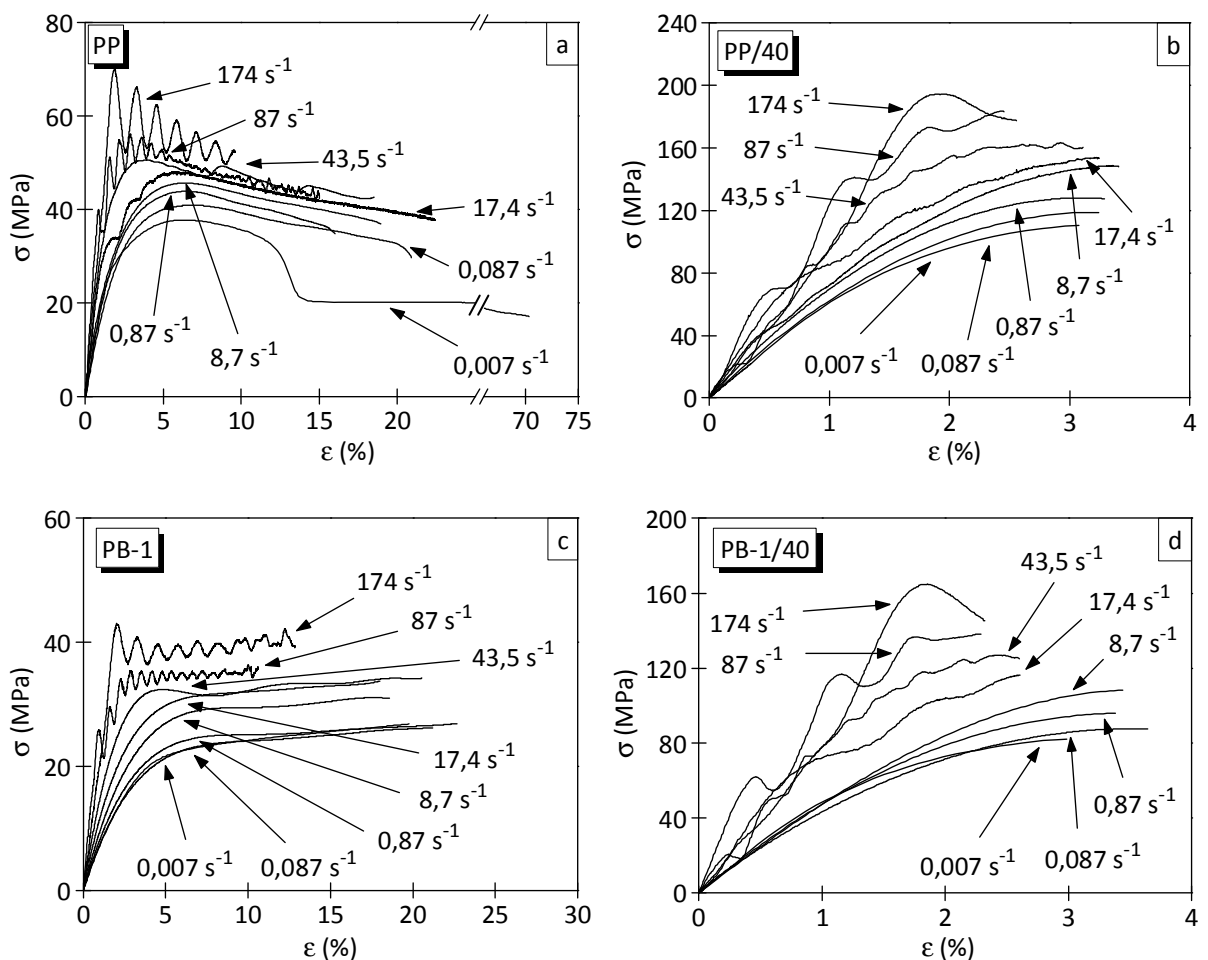 PP
a
80
60
40
20
0
σ (MPa)
174 s⁻¹
87 s⁻¹
43,5 s⁻¹
17,4 s⁻¹
0,087 s⁻¹
0,87 s⁻¹
8,7 s⁻¹
0,007 s⁻¹
0 5 10 15 20 70 75
ε (%)
PP/40
b
240
200
160
120
80
40
0
σ (MPa)
174 s⁻¹
87 s⁻¹
43,5 s⁻¹
17,4 s⁻¹
8,7 s⁻¹
0,87 s⁻¹
0,007 s⁻¹
0,087 s⁻¹
0 1 2 3 4
ε (%)
PB-1
c
60
40
20
0
σ (MPa)
174 s⁻¹
87 s⁻¹
43,5 s⁻¹
17,4 s⁻¹
8,7 s⁻¹
0,87 s⁻¹
0,007 s⁻¹
0,087 s⁻¹
0 5 10 15 20 25 30
ε (%)
PB-1/40
d
200
160
120
80
40
0
σ (MPa)
43,5 s⁻¹
17,4 s⁻¹
174 s⁻¹
8,7 s⁻¹
87 s⁻¹
0,87 s⁻¹
0,007 s⁻¹
0,087 s⁻¹
0 1 2 3 4
ε (%)